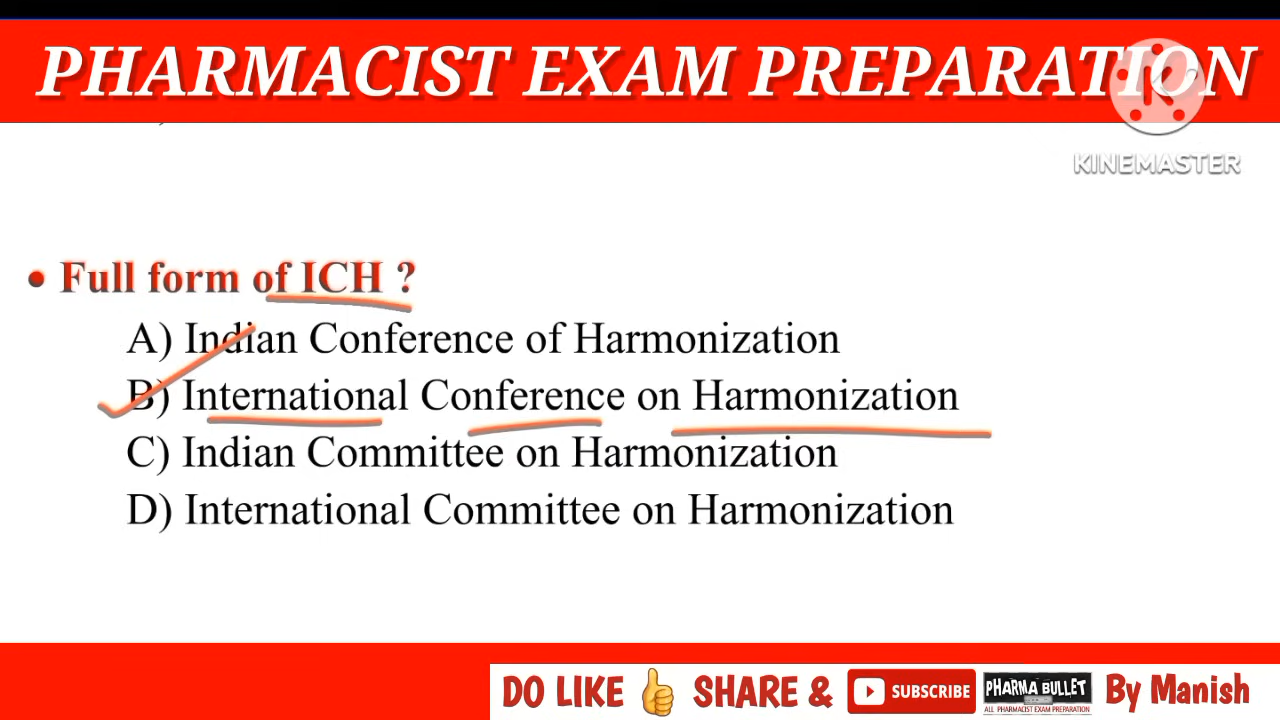 PHARMACIST EXAM PREPARATION
KINEMASTER
• Full form of ICH ?
A) Indian Conference of Harmonization
B) International Conference on Harmonization
C) Indian Committee on Harmonization
D) International Committee on Harmonization
DO LIKE SHARE & SUBSCRIBE PHARMA BULLET By Manish
ALL PHARMACIST EXAM PREPARATION